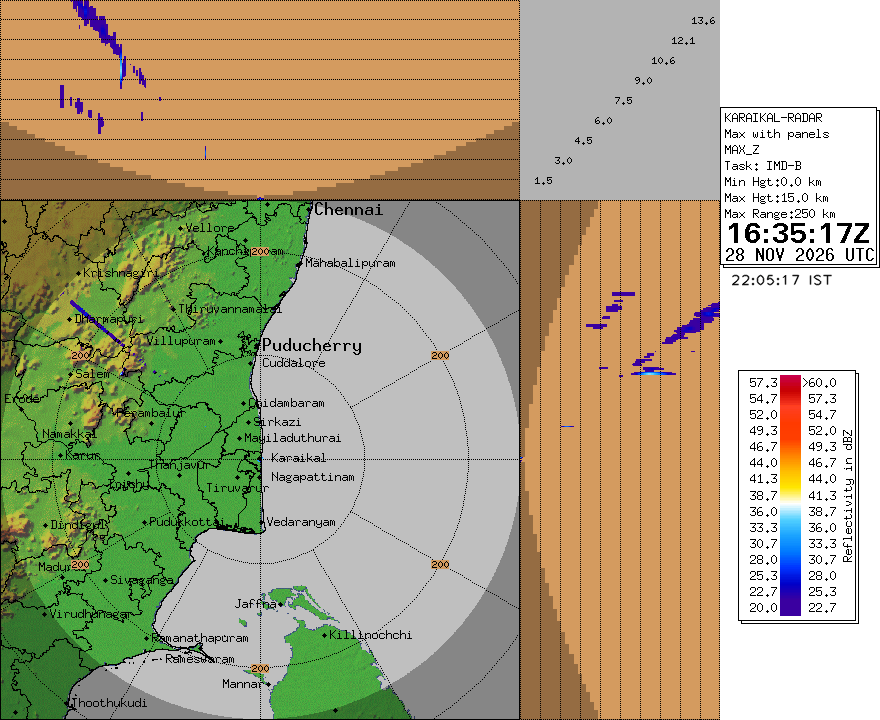 13.6
12.1
10.6
9.0
7.5
6.0
4.5
3.0
1.5
KARAIKAL-RADAR
Max with panels
MAX_Z
Task: IMD-B
Min Hgt:0.0 km
Max Hgt:15.0 km
Max Range:250 km
16:35:17Z
28 NOV 2026 UTC
22:05:17 IST
Chennai
Vellore
200
Mahabalipuram
Krishnagiri
Thiruvannamalai
Dharmapuri
Villupuram
Puducherry
200
200
Cuddalore
Salem
Erode
Chidambaram
Perambalur
Sirkazi
Namakkal
Mayiladuthurai
Karur
Karaikal
Thanjavur
Nagapattinam
Tiruvarur
Dindigul
Pudukkottai
Vedaranyam
200
200
Sivaganga
Jaffna
Virudhunagar
Killinochchi
Ramanathapuram
Rameswaram
200
Mannar
Thoothukudi
57.3 >60.0
54.7 57.3
52.0 54.7
49.3 52.0
46.7 49.3
44.0 46.7
41.3 44.0
38.7 41.3
36.0 38.7
33.3 36.0
30.7 33.3
28.0 30.7
25.3 28.0
22.7 25.3
20.0 22.7
Reflectivity in dBZ